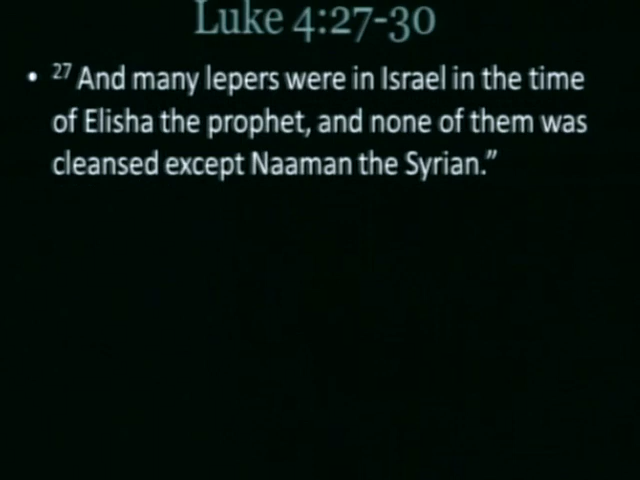 Luke 4:27-30
• 27 And many lepers were in Israel in the time
of Elisha the prophet, and none of them was
cleansed except Naaman the Syrian.”